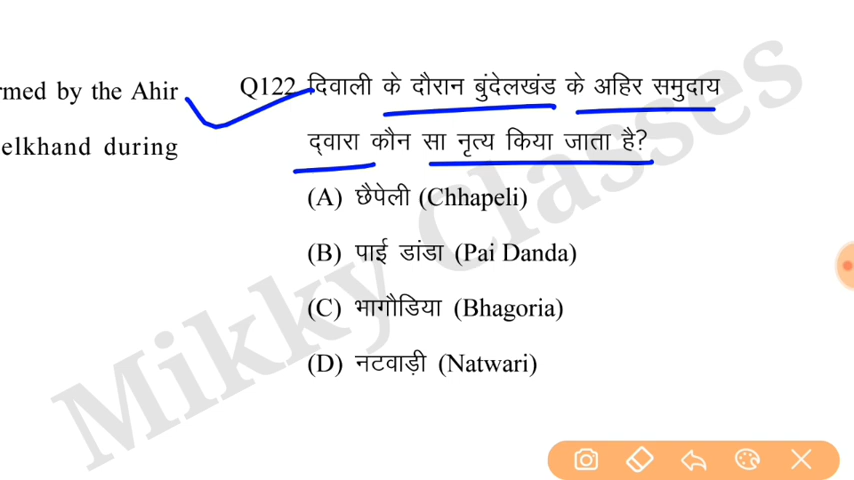 rmed by the Ahir
elkhand during
Q122 दिवाली के दौरान बुंदेलखंड के अहिर समुदाय
द्वारा कौन सा नृत्य किया जाता है?
(A) छैपेली (Chhapeli)
(B) पाई डांडा (Pai Danda)
(C) भागौडिया (Bhagoria)
(D) नटवाड़ी (Natwari)
Mikky Classes